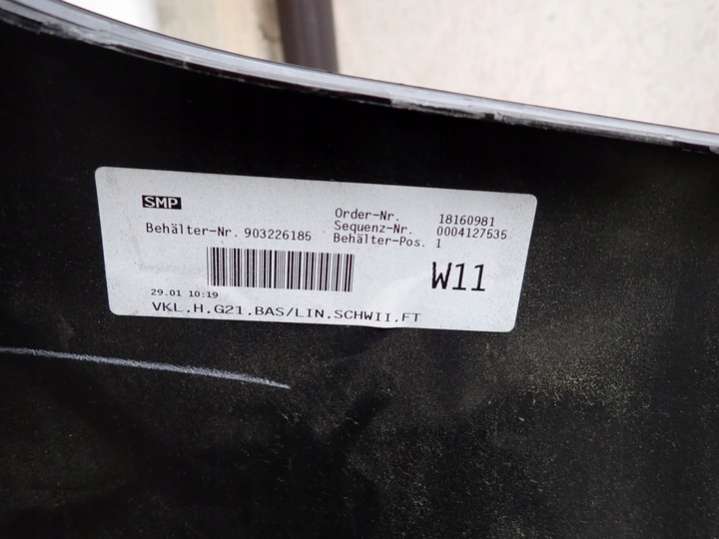 SMP
Order-Nr. 18160981
Behälter-Nr. 903226185 Sequenz-Nr. 0004127535
Behälter-Pos. 1
W11
29.01 10:19
VKL.H.G21.BAS/LIN.SCHWII.FT